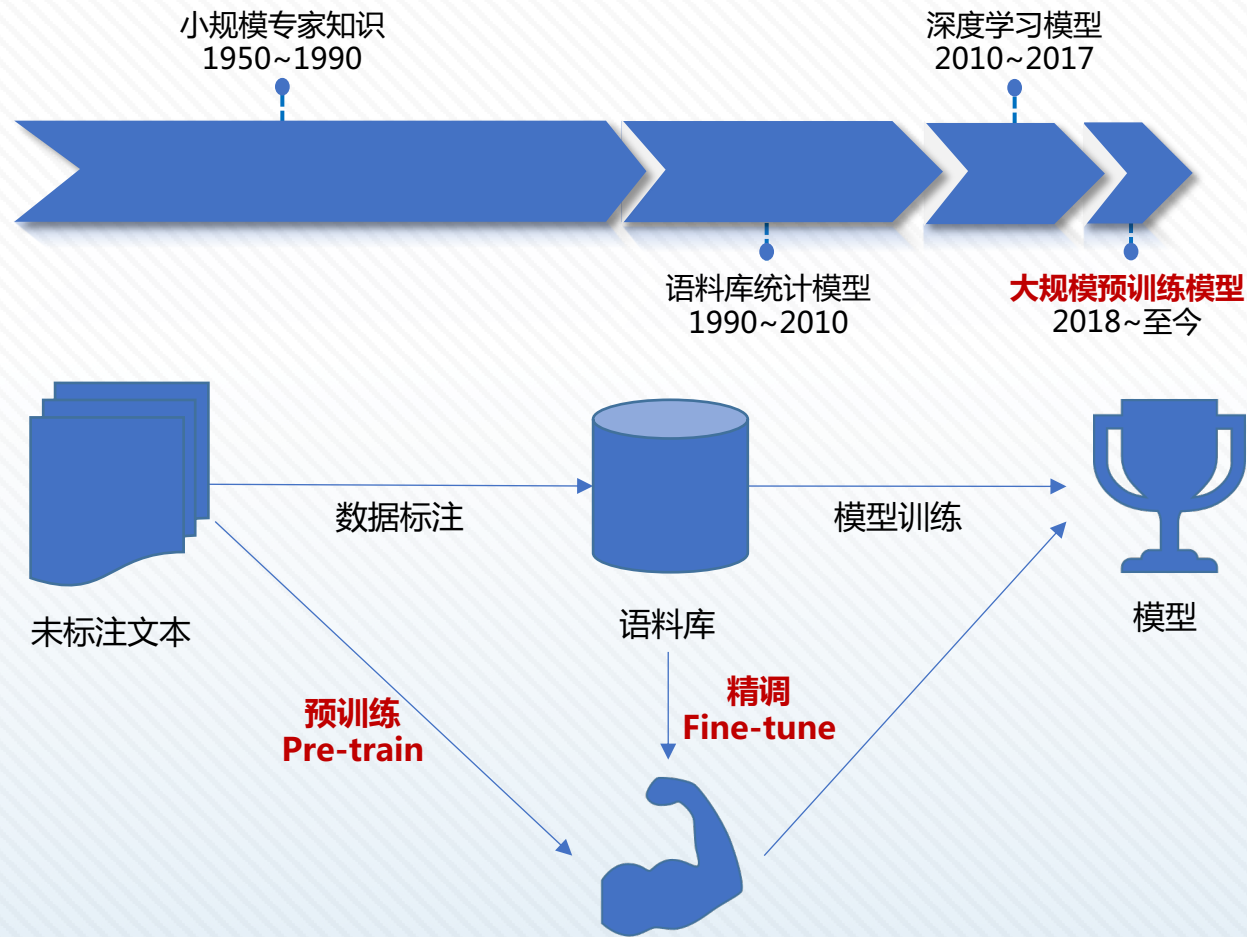 小规模专家知识
1950~1990
深度学习模型
2010~2017
语料库统计模型
1990~2010
大规模预训练模型
2018~至今
数据标注
模型训练
未标注文本
语料库
模型
预训练
Pre-train
精调
Fine-tune